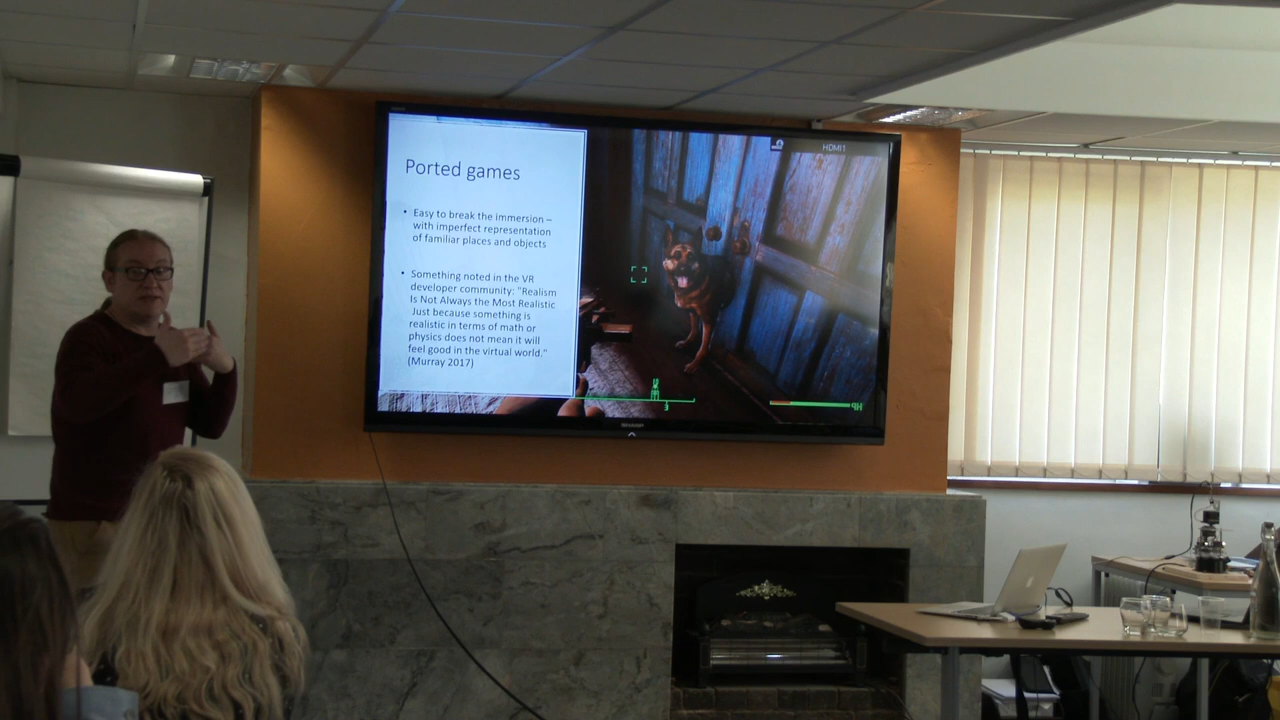 HDMI1
Ported games
• Easy to break the immersion –
with imperfect representation
of familiar places and objects
• Something noted in the VR
developer community: "Realism
Is Not Always the Most Realistic
Just because something is
realistic in terms of math or
physics does not mean it will
feel good in the virtual world."
(Murray 2017)
E
HP
SHARP